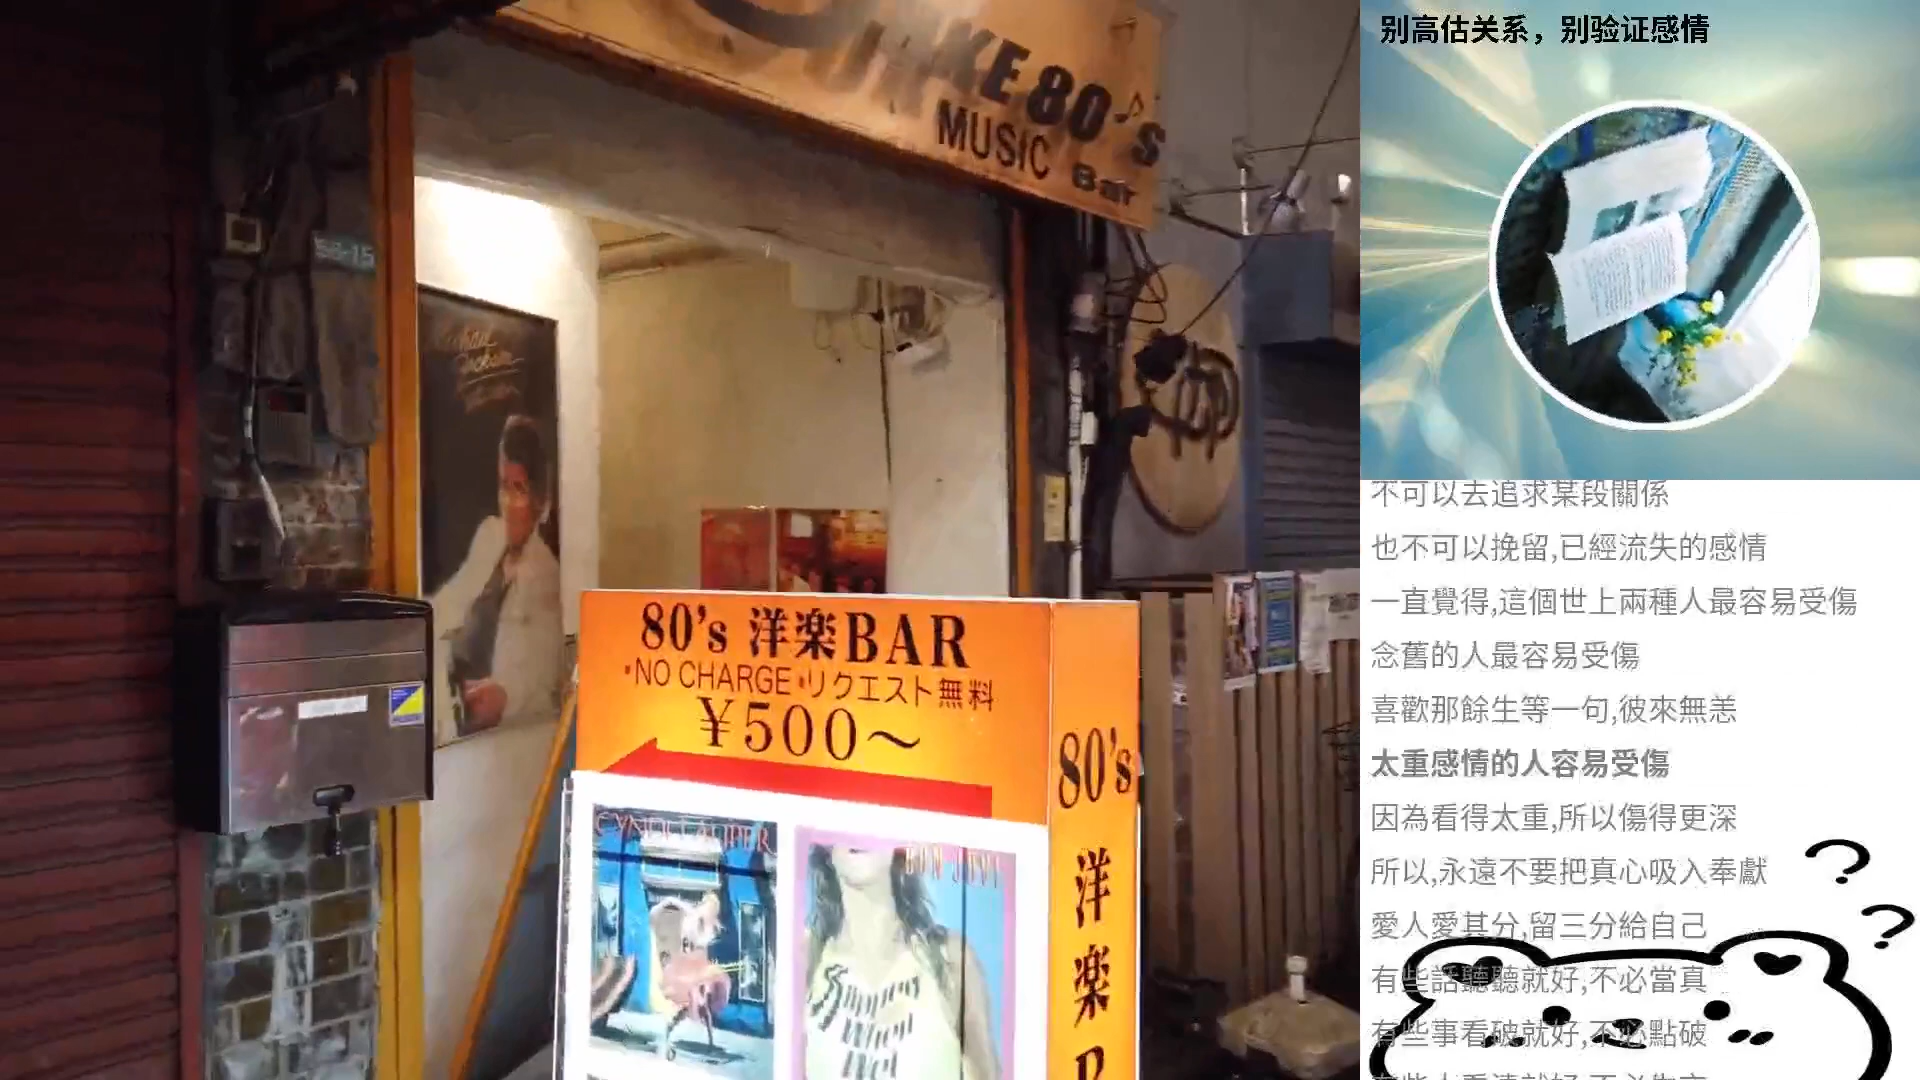 KE 80's
MUSIC Bar
58-15
Michael
Jackson
80's 洋楽BAR
•NO CHARGE •リクエスト無料
¥500～
CYNDI LAUPER
BON JOVI
Slippery
When
Wet
80's
洋
楽
别高估关系，别验证感情
不可以去追求某段關係
也不可以挽留,已經流失的感情
一直覺得,這個世上兩種人最容易受傷
念舊的人最容易受傷
喜歡那餘生等一句,彼來無恙
太重感情的人容易受傷
因為看得太重,所以傷得更深
所以,永遠不要把真心吸入奉獻
愛人愛其分,留三分給自己
有些話聽聽就好,不必當真
有些事看破就好,不必點破
？
？